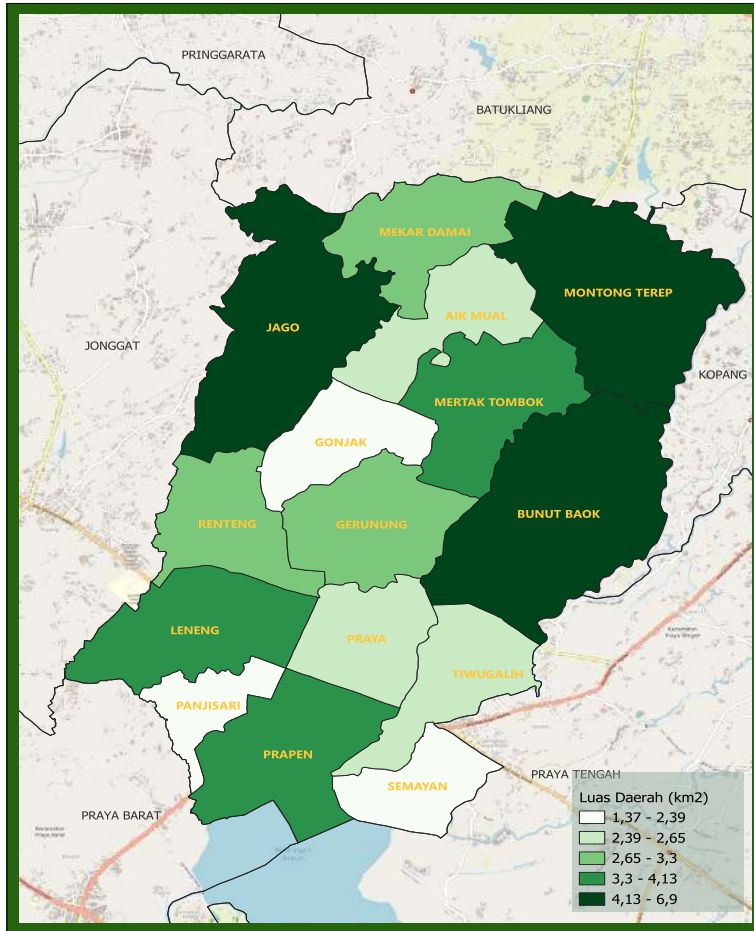 PRINGGARATA
BATUKLIANG
MEKAR DAMAI
MONTONG TEREP
AIK MUAL
JAGO
JONGGAT
KOPANG
MERTAK TOMBOK
GONJAK
BUNUT BAOK
RENTENG
GERUNUNG
LENENG
PRAYA
TIWUGALIH
PANJISARI
PRAPEN
PRAYA TENGAH
SEMAYAN
PRAYA BARAT
Luas Daerah (km2)
1,37 - 2,39
2,39 - 2,65
2,65 - 3,3
3,3 - 4,13
4,13 - 6,9